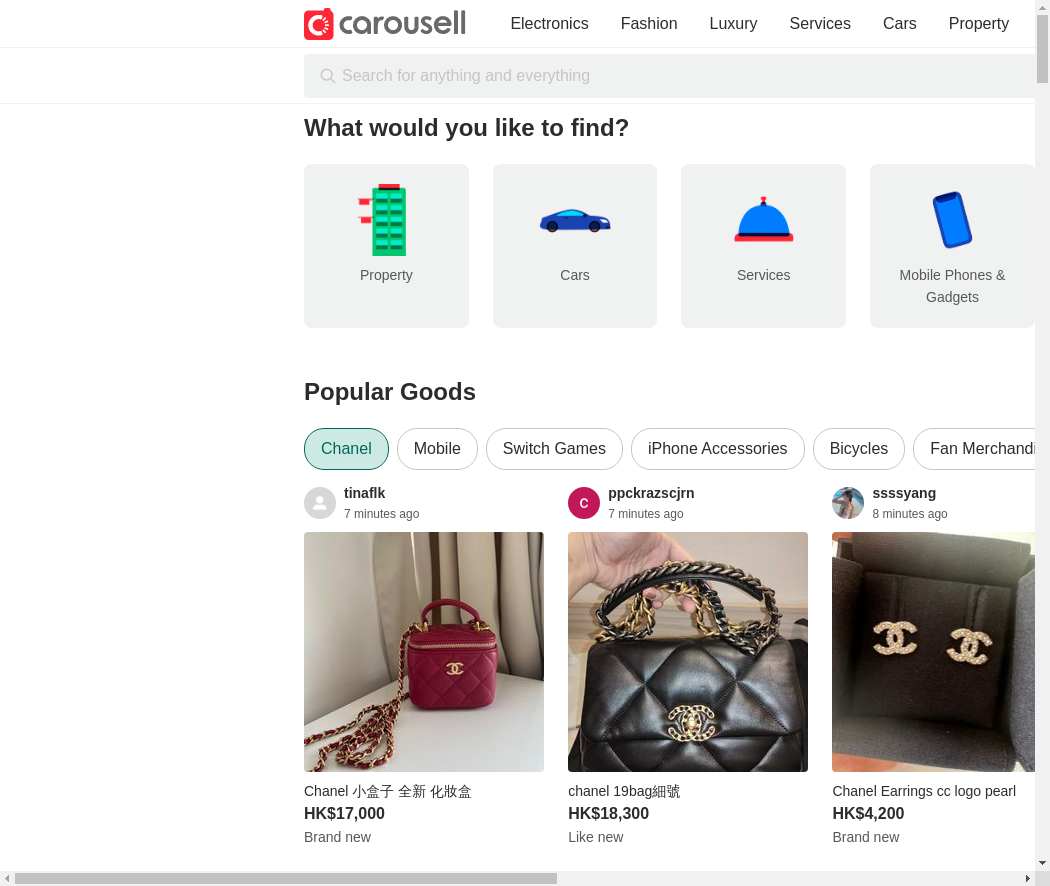 carousell
Electronics
Fashion
Luxury
Services
Cars
Property
Search for anything and everything
What would you like to find?
Property
Cars
Services
Mobile Phones &
Gadgets
Popular Goods
Chanel
Mobile
Switch Games
iPhone Accessories
Bicycles
Fan Merchandi
tinaflk
7 minutes ago
C
ppckrazscjrn
7 minutes ago
ssssyang
8 minutes ago
Chanel 小盒子 全新 化妝盒
HK$17,000
Brand new
chanel 19bag細號
HK$18,300
Like new
Chanel Earrings cc logo pearl
HK$4,200
Brand new